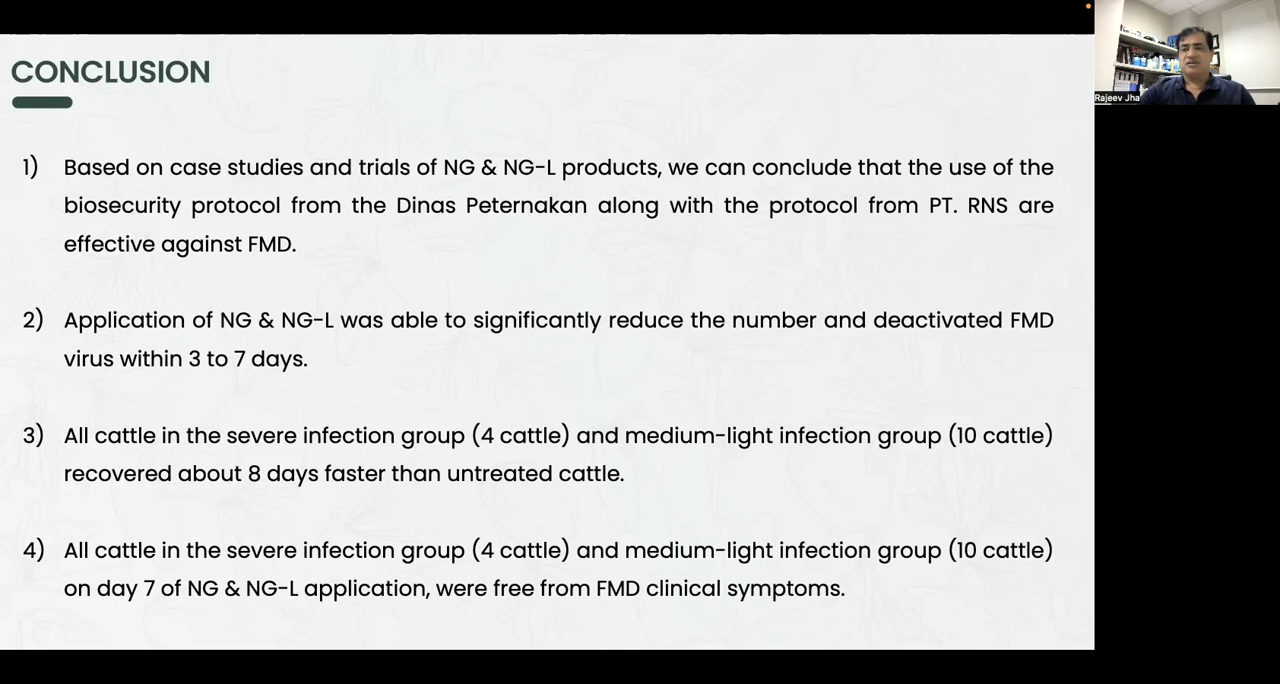 CONCLUSION
1) Based on case studies and trials of NG & NG-L products, we can conclude that the use of the
biosecurity protocol from the Dinas Peternakan along with the protocol from PT. RNS are
effective against FMD.
2) Application of NG & NG-L was able to significantly reduce the number and deactivated FMD
virus within 3 to 7 days.
3) All cattle in the severe infection group (4 cattle) and medium-light infection group (10 cattle)
recovered about 8 days faster than untreated cattle.
4) All cattle in the severe infection group (4 cattle) and medium-light infection group (10 cattle)
on day 7 of NG & NG-L application, were free from FMD clinical symptoms.
Rajeev Jha